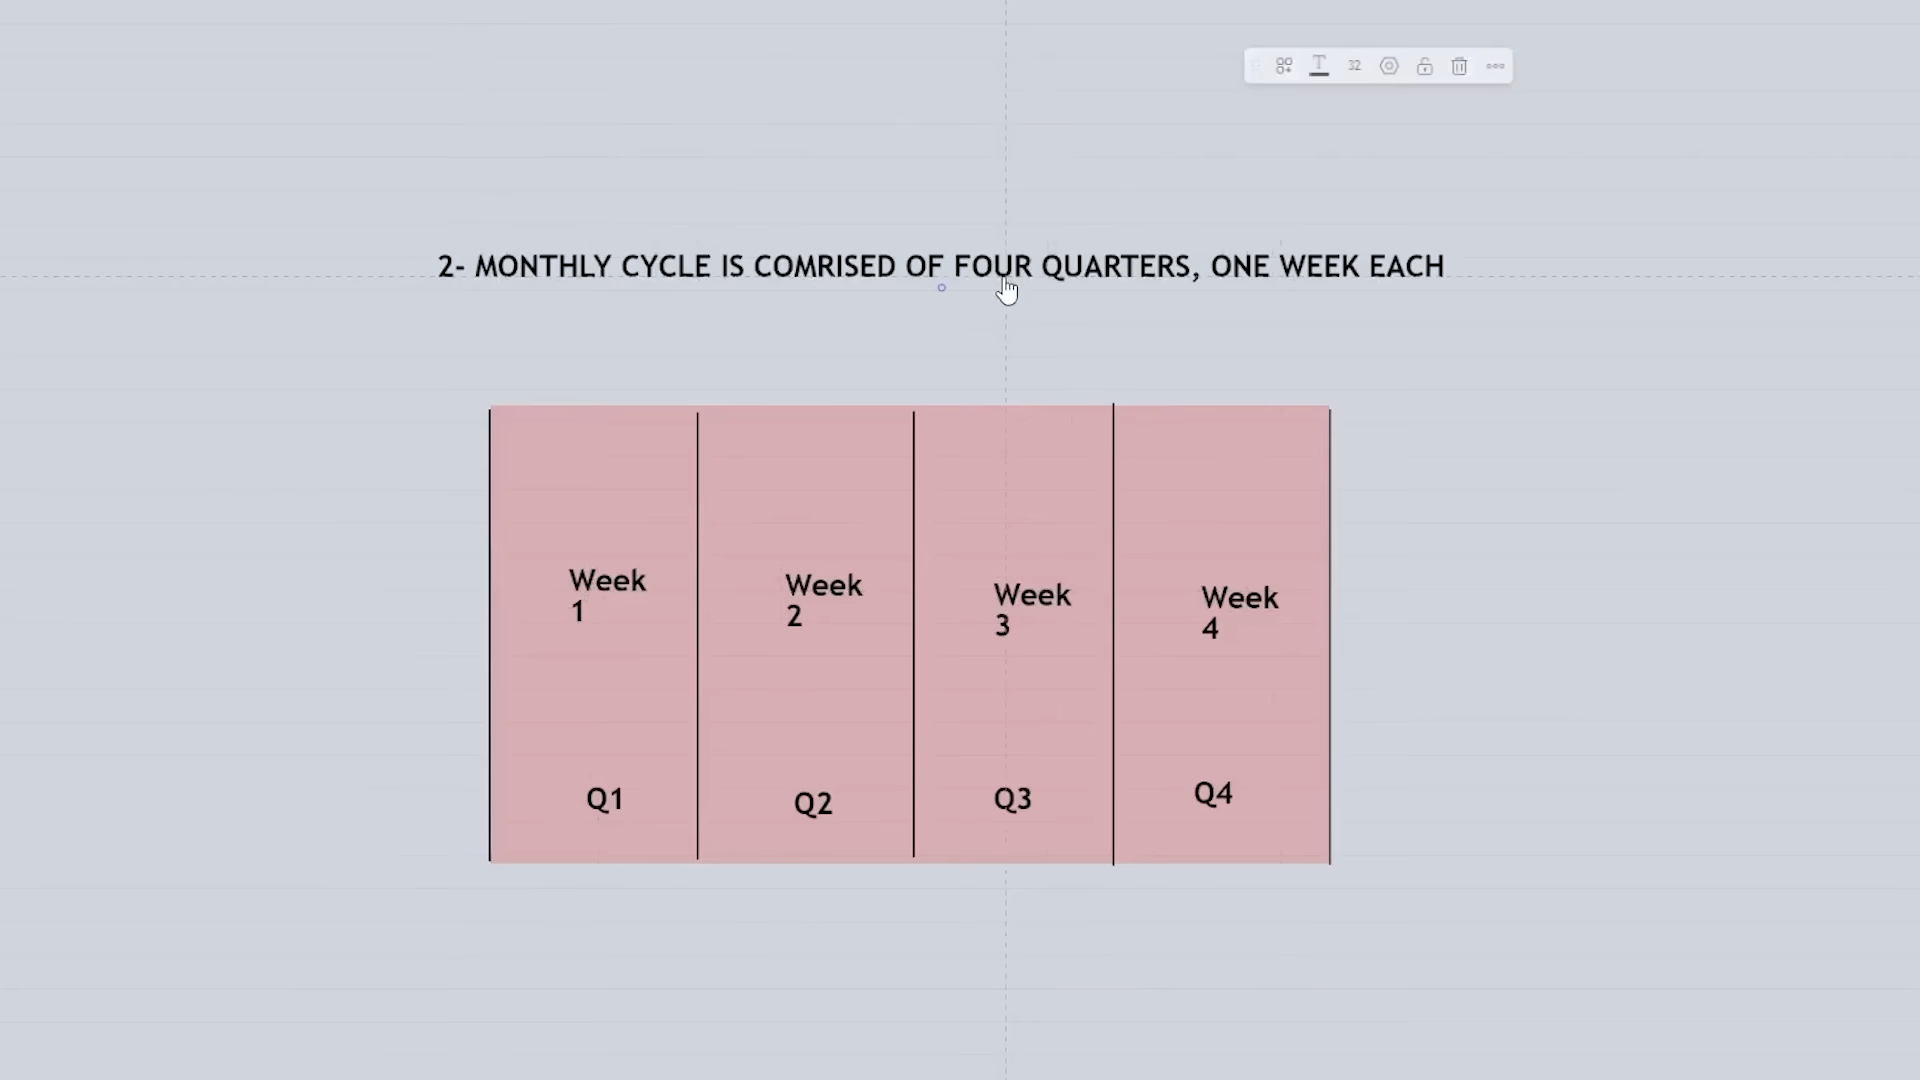 32
2- MONTHLY CYCLE IS COMRISED OF FOUR QUARTERS, ONE WEEK EACH
Week
1
Week
2
Week
3
Week
4
Q1
Q2
Q3
Q4